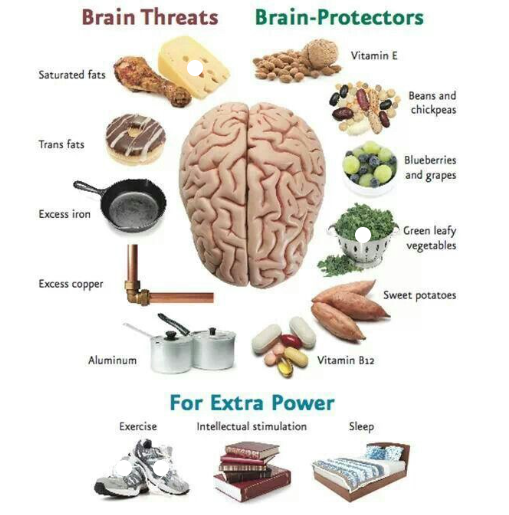 Brain Threats
Brain-Protectors
Saturated fats
Trans fats
Excess iron
Excess copper
Aluminum
Vitamin E
Beans and
chickpeas
Blueberries
and grapes
Green leafy
vegetables
Sweet potatoes
Vitamin B12
For Extra Power
Exercise
Intellectual stimulation
Sleep